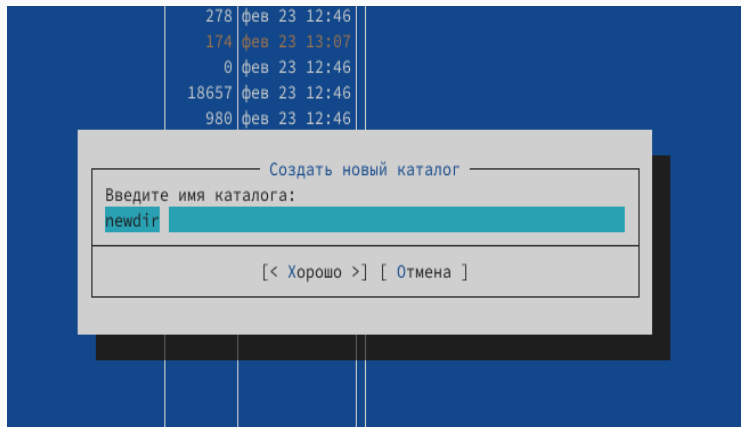 278 фев 23 12:46
174 фев 23 13:07
0 фев 23 12:46
18657 фев 23 12:46
980 фев 23 12:46
Создать новый каталог
Введите имя каталога:
newdir
[< Хорошо >] [ Отмена ]